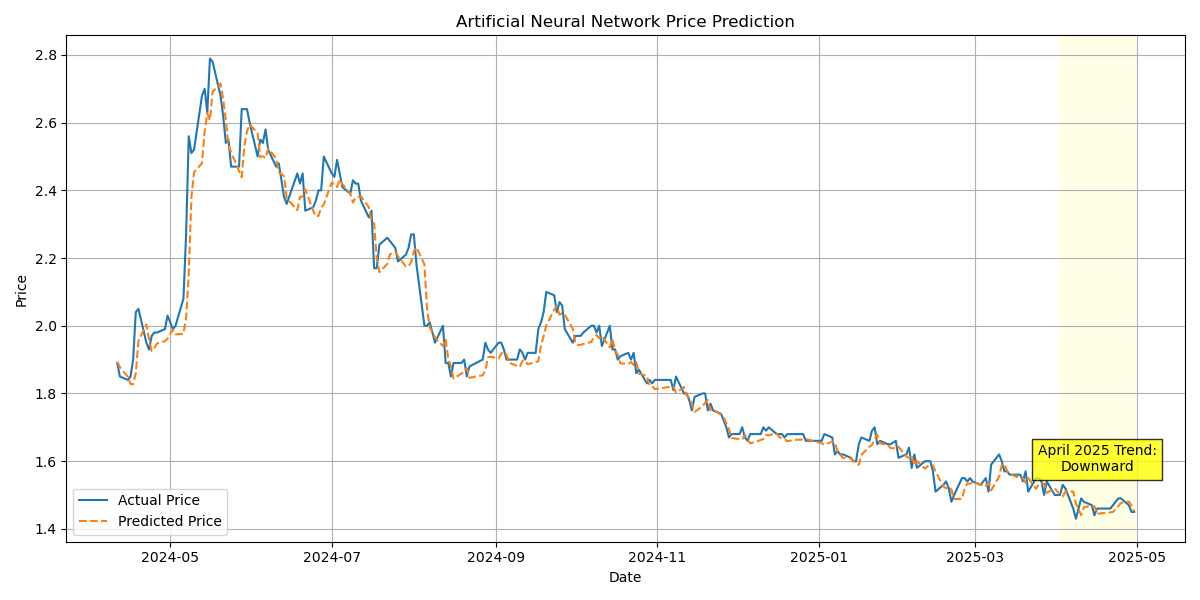 Artificial Neural Network Price Prediction
Price
2.8
2.6
2.4
2.2
2.0
1.8
1.6
1.4
April 2025 Trend:
Downward
Actual Price
Predicted Price
2024-05 2024-07 2024-09 2024-11 2025-01 2025-03 2025-05
Date